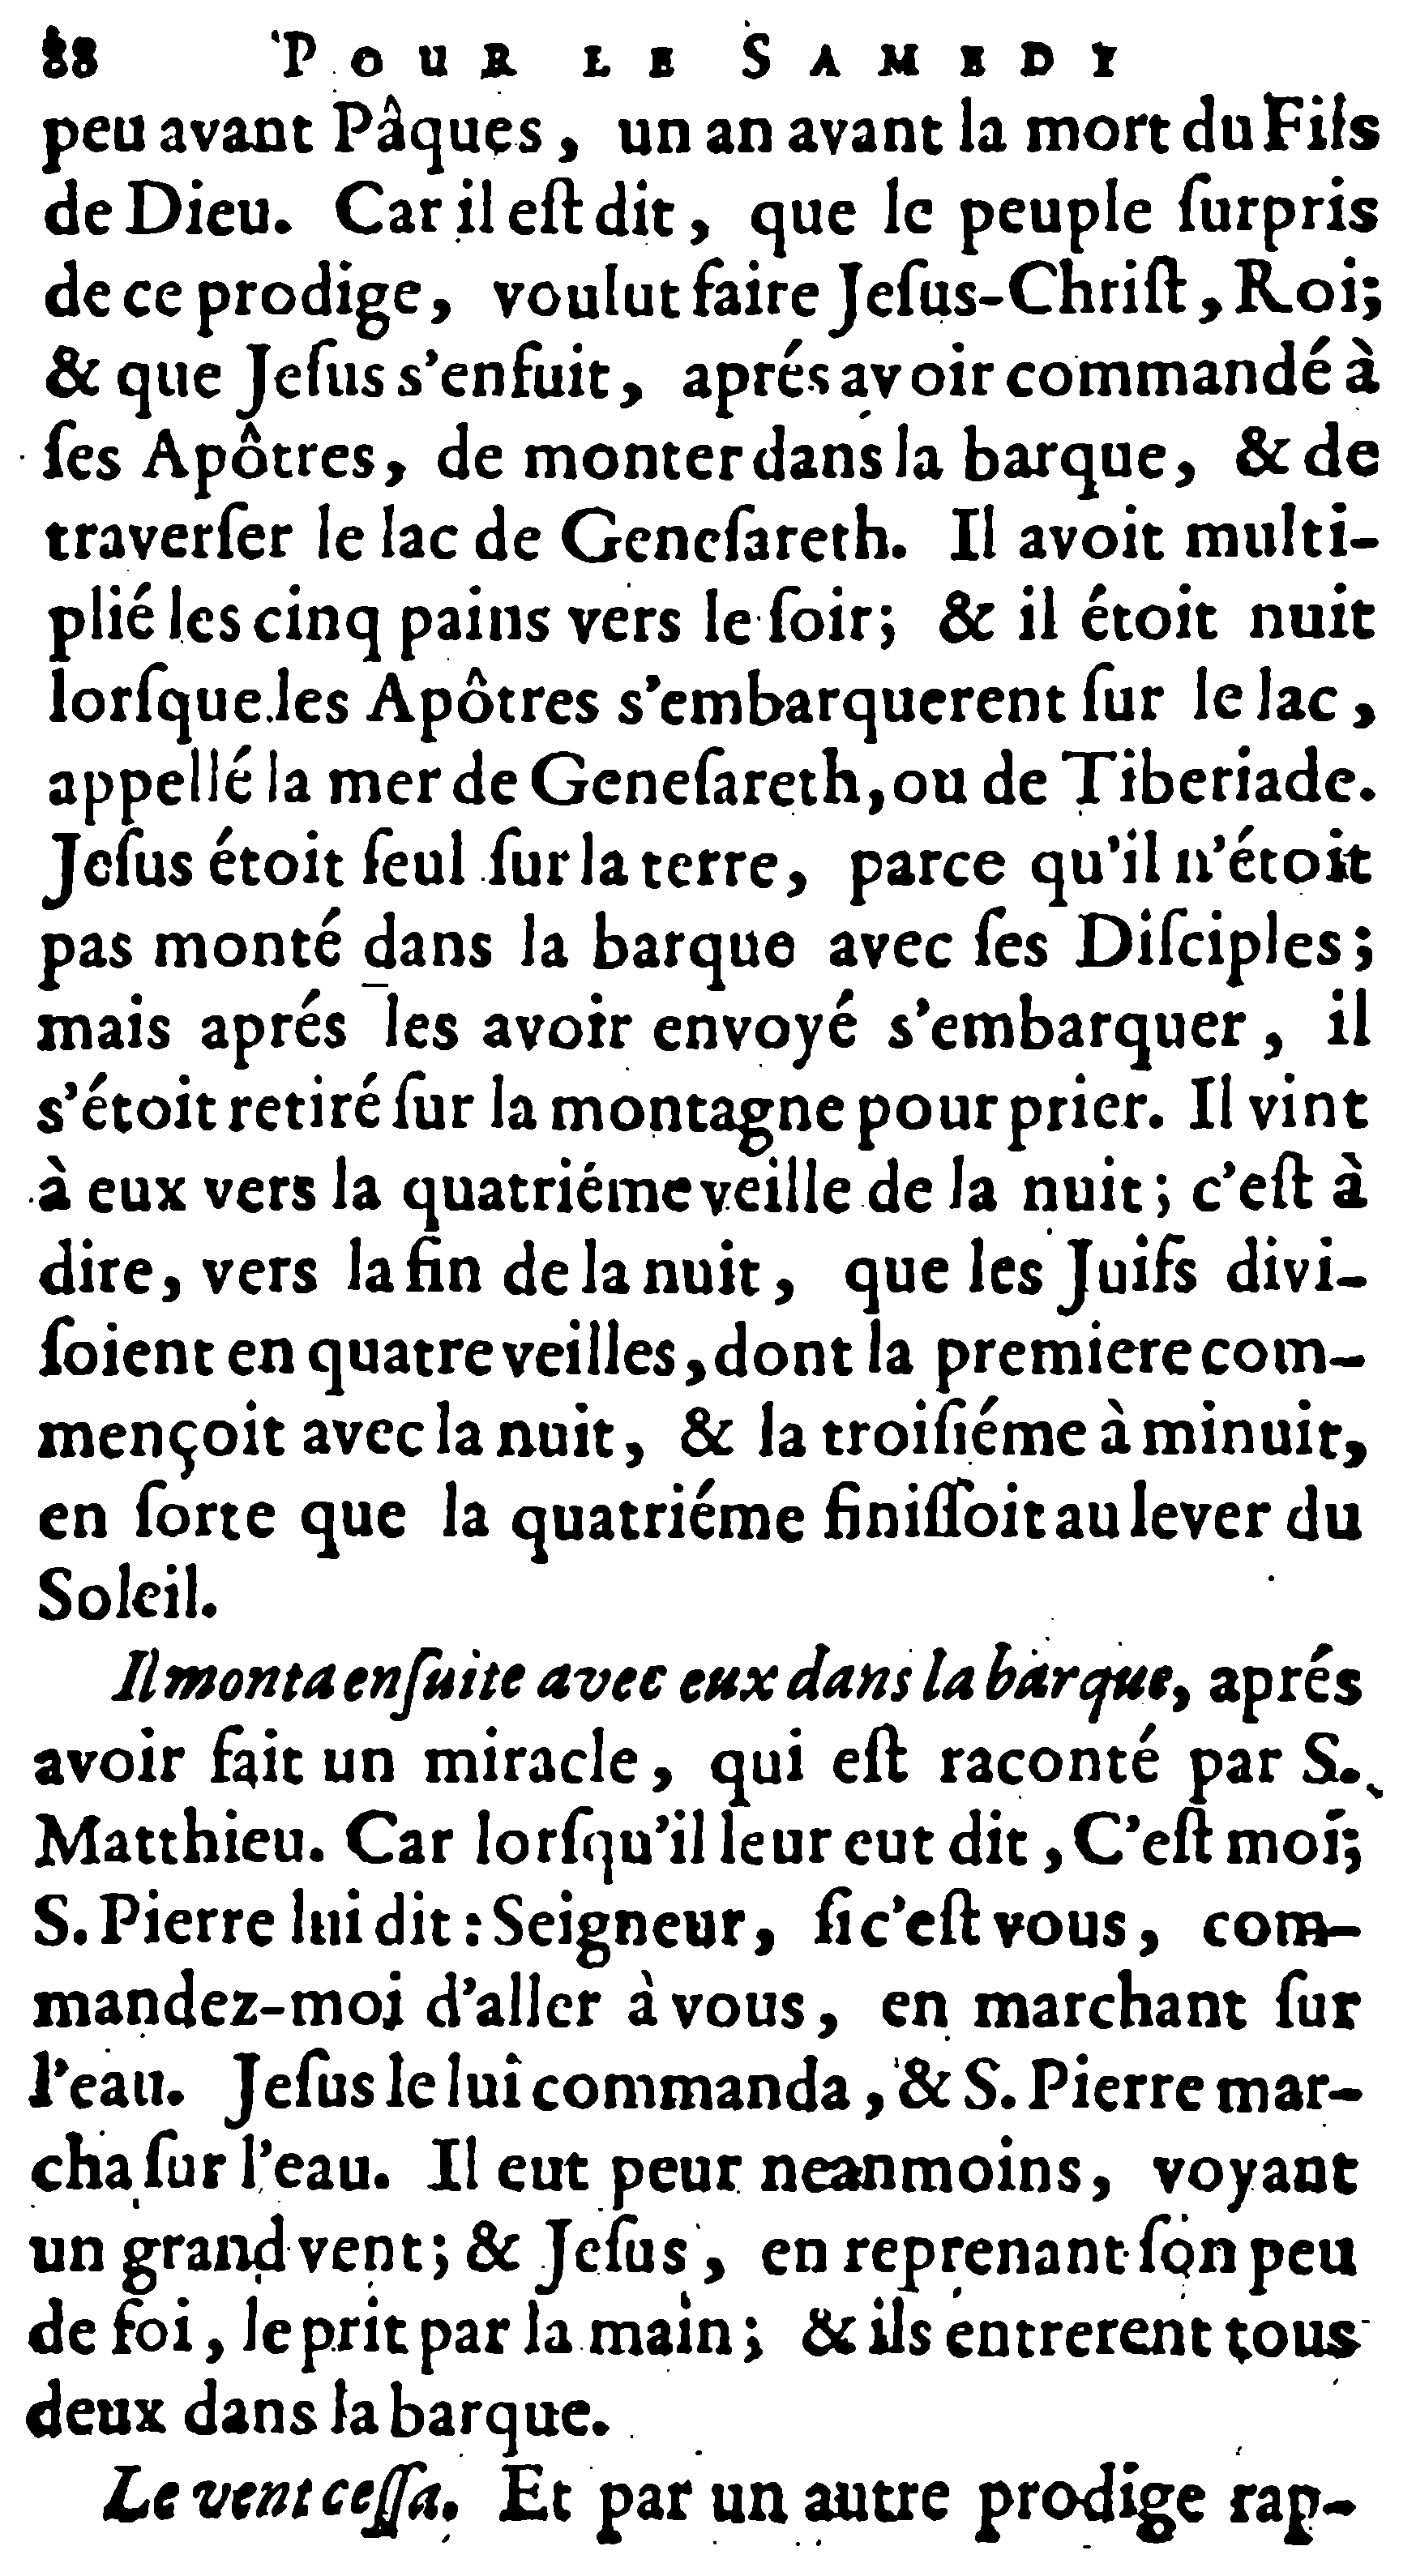 88 POUR LE SAMEDY
peu avant Pâques, un an avant la mort du Fils
de Dieu. Car il eſt dit, que le peuple ſurpris
de ce prodige, voulut faire Jeſus-Chriſt, Roi;
& que Jeſus s'enfuit, aprés avoir commandé à
ſes Apôtres, de monter dans la barque, & de
traverſer le lac de Geneſareth. Il avoit multi-
plié les cinq pains vers le ſoir; & il étoit nuit
lorſque les Apôtres s'embarquerent ſur le lac,
appellé la mer de Geneſareth, ou de Tiberiade.
Jeſus étoit ſeul ſur la terre, parce qu'il n'étoit
pas monté dans la barque avec ſes Diſciples;
mais aprés les avoir envoyé s'embarquer, il
s'étoit retiré ſur la montagne pour prier. Il vint
à eux vers la quatriéme veille de la nuit; c'eſt à
dire, vers la fin de la nuit, que les Juifs divi-
ſoient en quatre veilles, dont la premiere com-
mençoit avec la nuit, & la troiſiéme à minuit,
en ſorte que la quatriéme finiſſoit au lever du
Soleil.
Il monta enſuite avec eux dans la barque, aprés
avoir fait un miracle, qui eſt raconté par S.
Matthieu. Car lorſqu'il leur eut dit, C'eſt moi;
S. Pierre lui dit : Seigneur, ſi c'eſt vous, com-
mandez-moi d'aller à vous, en marchant ſur
l'eau. Jeſus le lui commanda, & S. Pierre mar-
cha ſur l'eau. Il eut peur neanmoins, voyant
un grand vent; & Jeſus, en reprenant ſon peu
de foi, le prit par la main; & ils entrerent tous
deux dans la barque.
Le vent ceſſa. Et par un autre prodige rap-